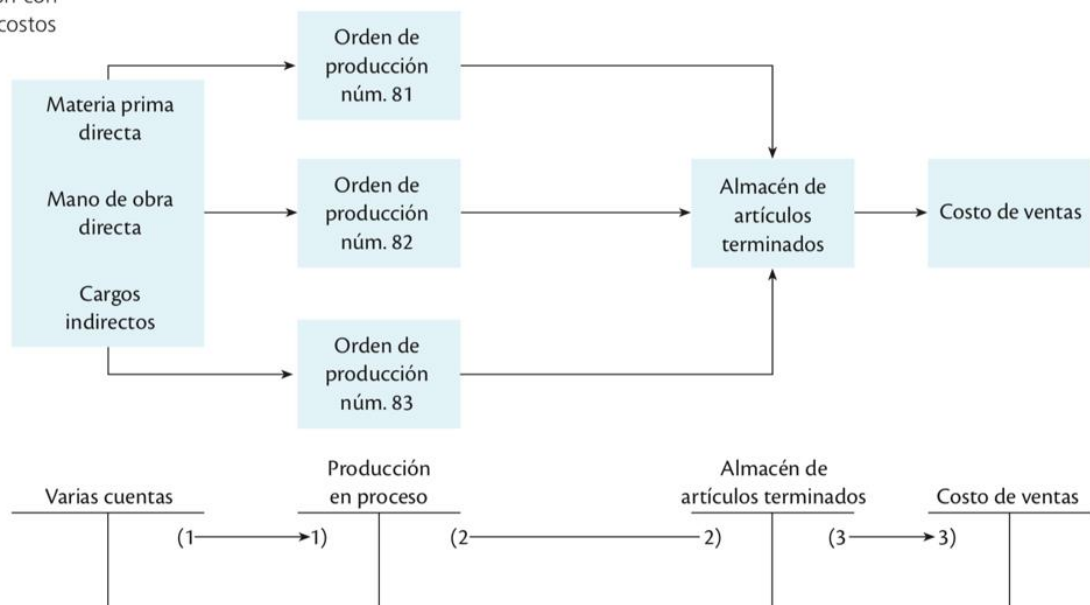 costos
Orden de
producción
núm. 81
Materia prima
directa
Mano de obra
directa
Cargos
indirectos
Orden de
producción
núm. 82
Orden de
producción
núm. 83
Almacén de
artículos
terminados
Costo de ventas
Varias cuentas
Producción
en proceso
Almacén de
artículos terminados
Costo de ventas
(1 1) (2 2) (3 3)